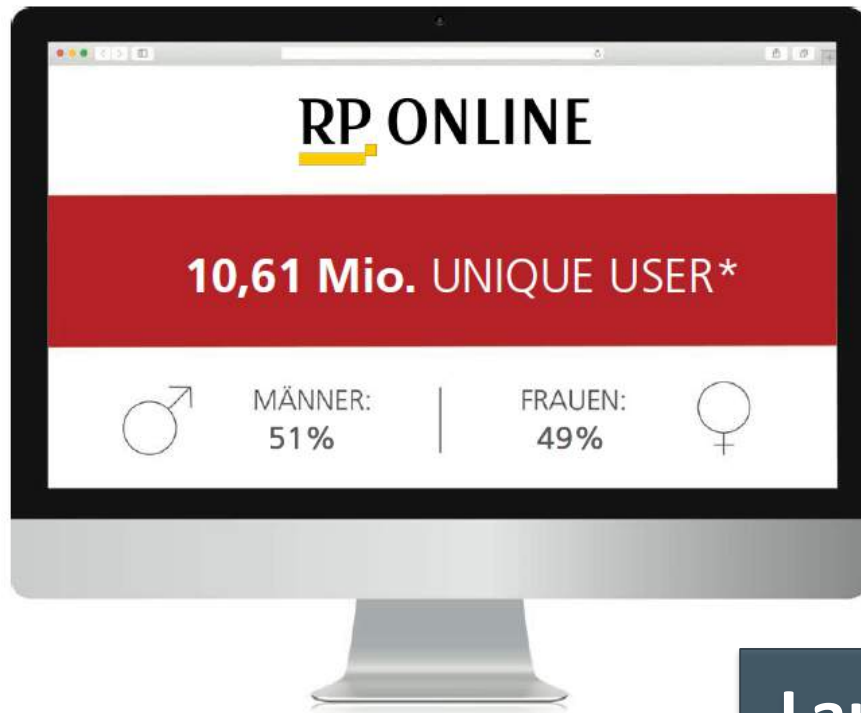 RP ONLINE
10,61 Mio. UNIQUE USER*
MÄNNER:
51%
FRAUEN:
49%